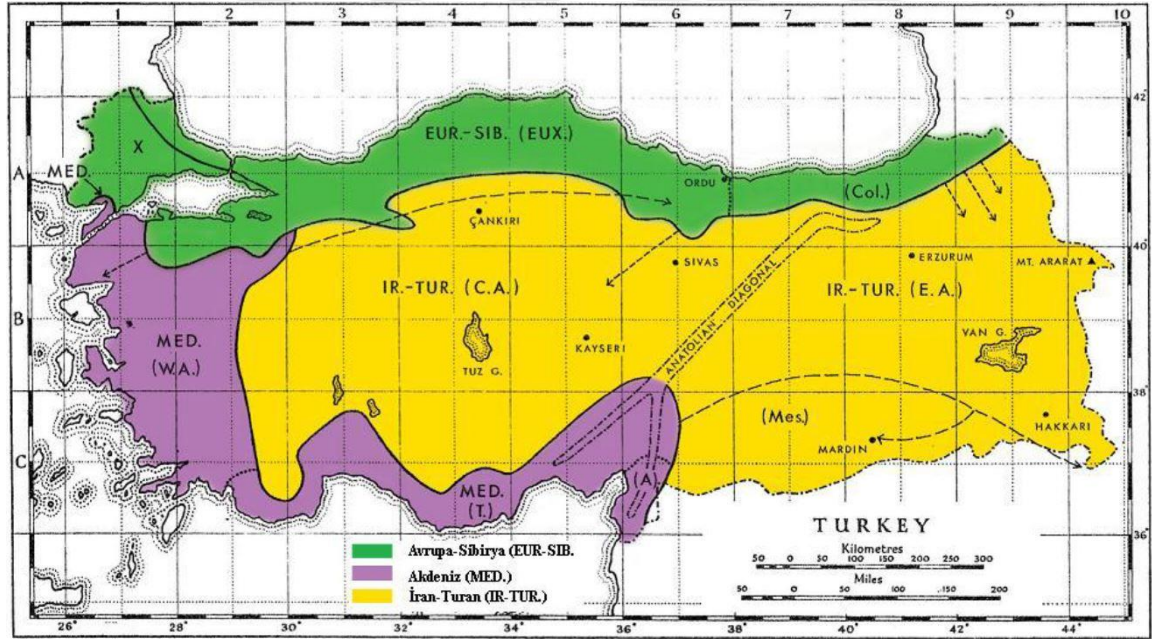 1 2 3 4 5 6 7 8 9 10
42°
X
EUR.-SIB. (EUX.)
A
MED.
ORDU
(Col.)
ÇANKIRI
40°
SIVAS
ERZURUM
MT. ARARAT
IR.-TUR. (C.A.)
ANATOLIAN DIAGONAL
IR.-TUR. (E.A.)
B
MED.
(W.A.)
KAYSERI
VAN G.
TUZ G.
38°
(Mes.)
HAKKARI
MARDIN
C
(A)
MED.
(T.)
TURKEY
36°
Kilometres
50 0 50 100 150 200 250 300
Miles
50 0 50 100 200
Avrupa-Sibirya (EUR-SIB.
Akdeniz (MED.)
İran-Turan (IR-TUR.)
26° 28° 30° 32° 34° 36° 38° 40° 42° 44°